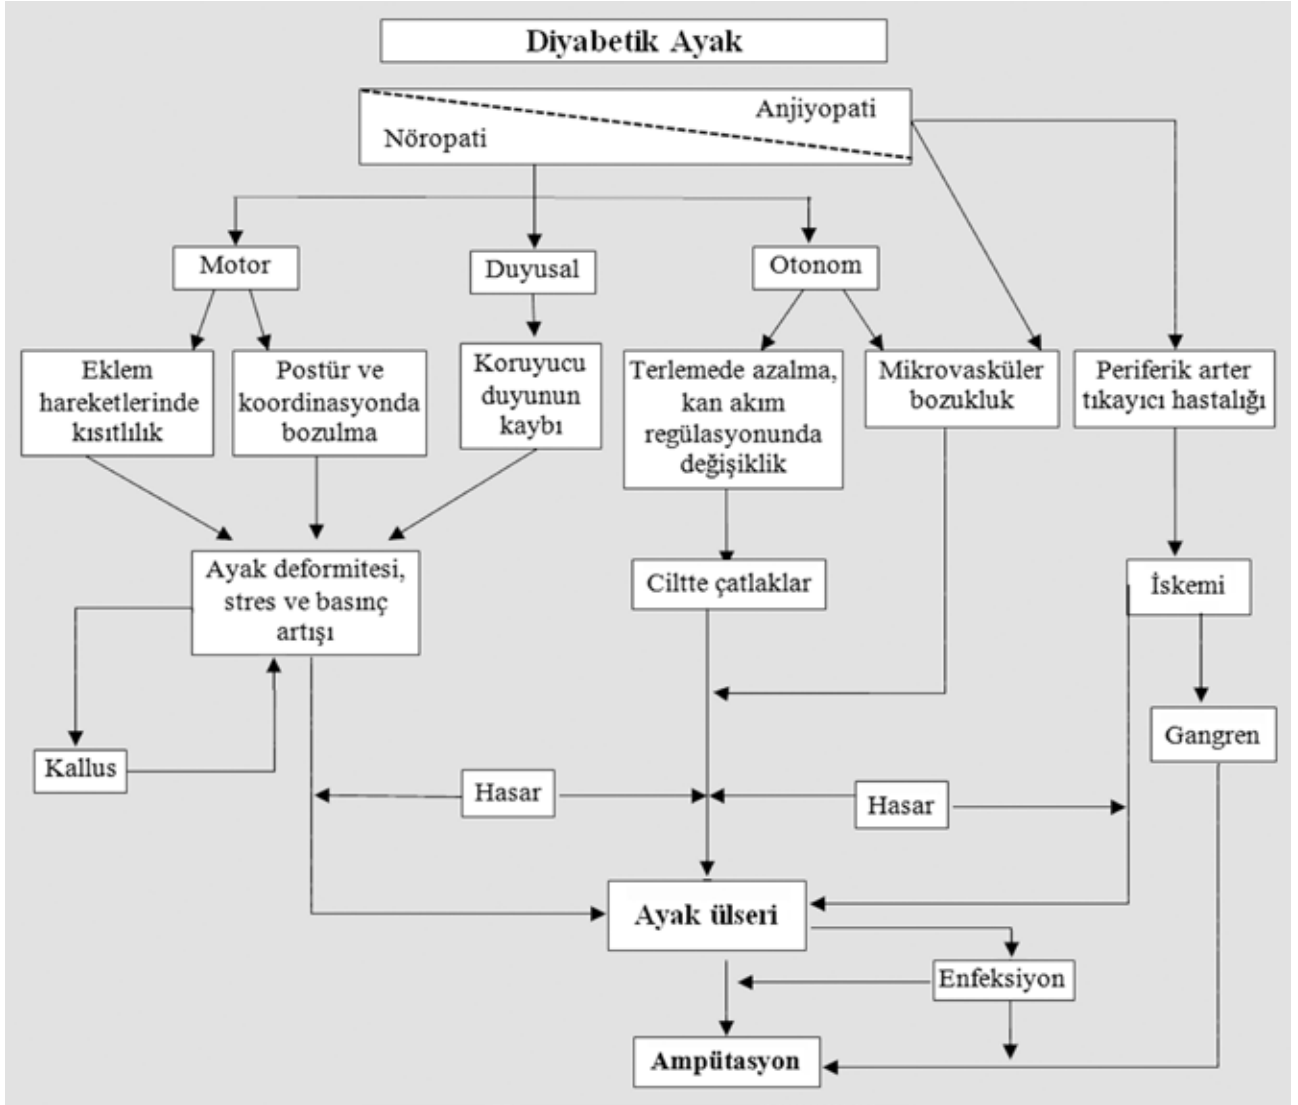 Diyabetik Ayak
Anjiyopati
Nöropati
Motor
Duyusal
Otonom
Eklem
hareketlerinde
kısıtlılık
Postür ve
koordinasyonda
bozulma
Koruyucu
duyunun
kaybı
Terlemede azalma,
kan akım
regülasyonunda
değişiklik
Mikrovasküler
bozukluk
Periferik arter
tıkayıcı hastalığı
Ayak deformitesi,
stres ve basınç
artışı
Ciltte çatlaklar
İskemi
Kallus
Hasar
Hasar
Gangren
Ayak ülseri
Enfeksiyon
Ampütasyon